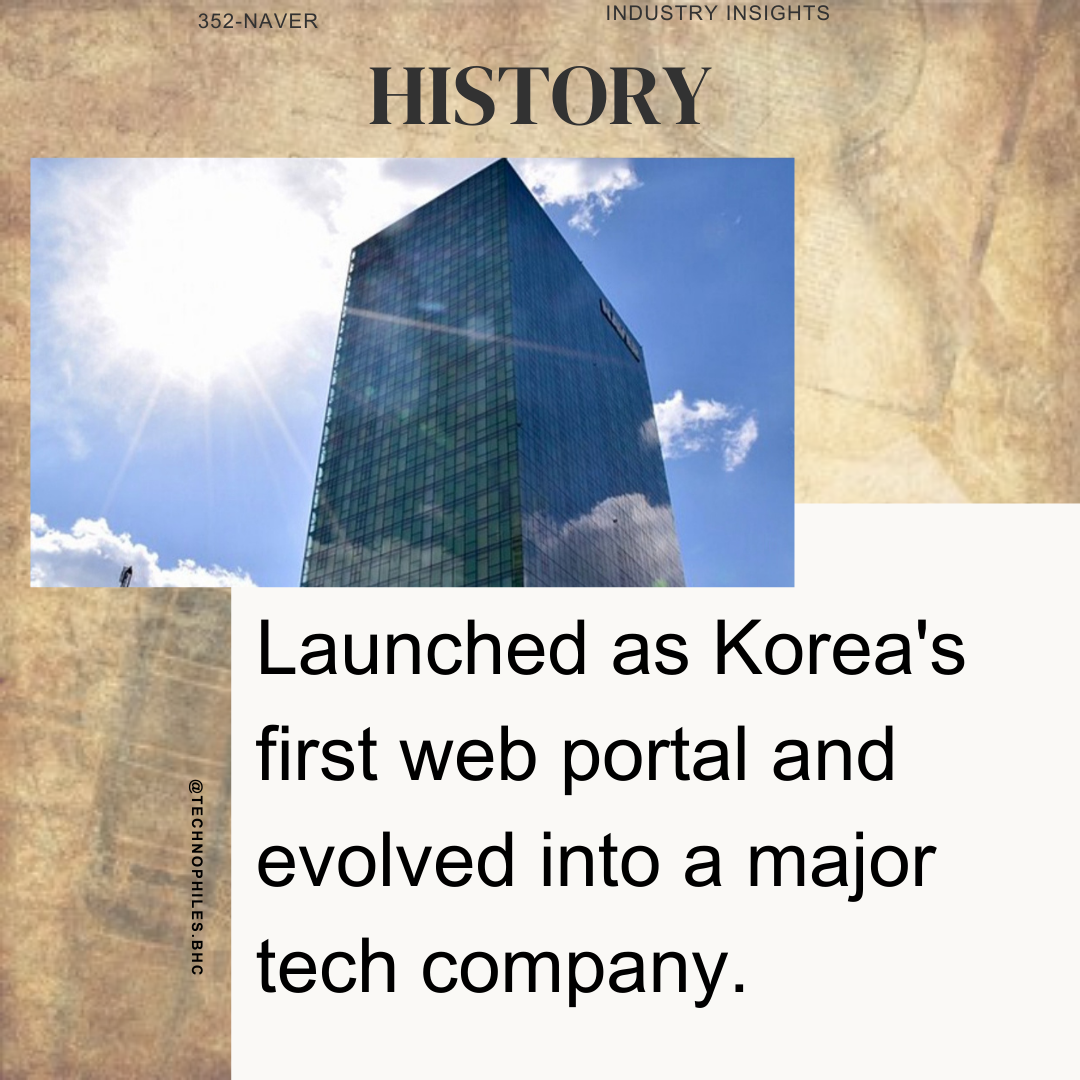 352-NAVER
INDUSTRY INSIGHTS
HISTORY
Launched as Korea's
first web portal and
evolved into a major
tech company.
@TECHNOPHILES.BHC